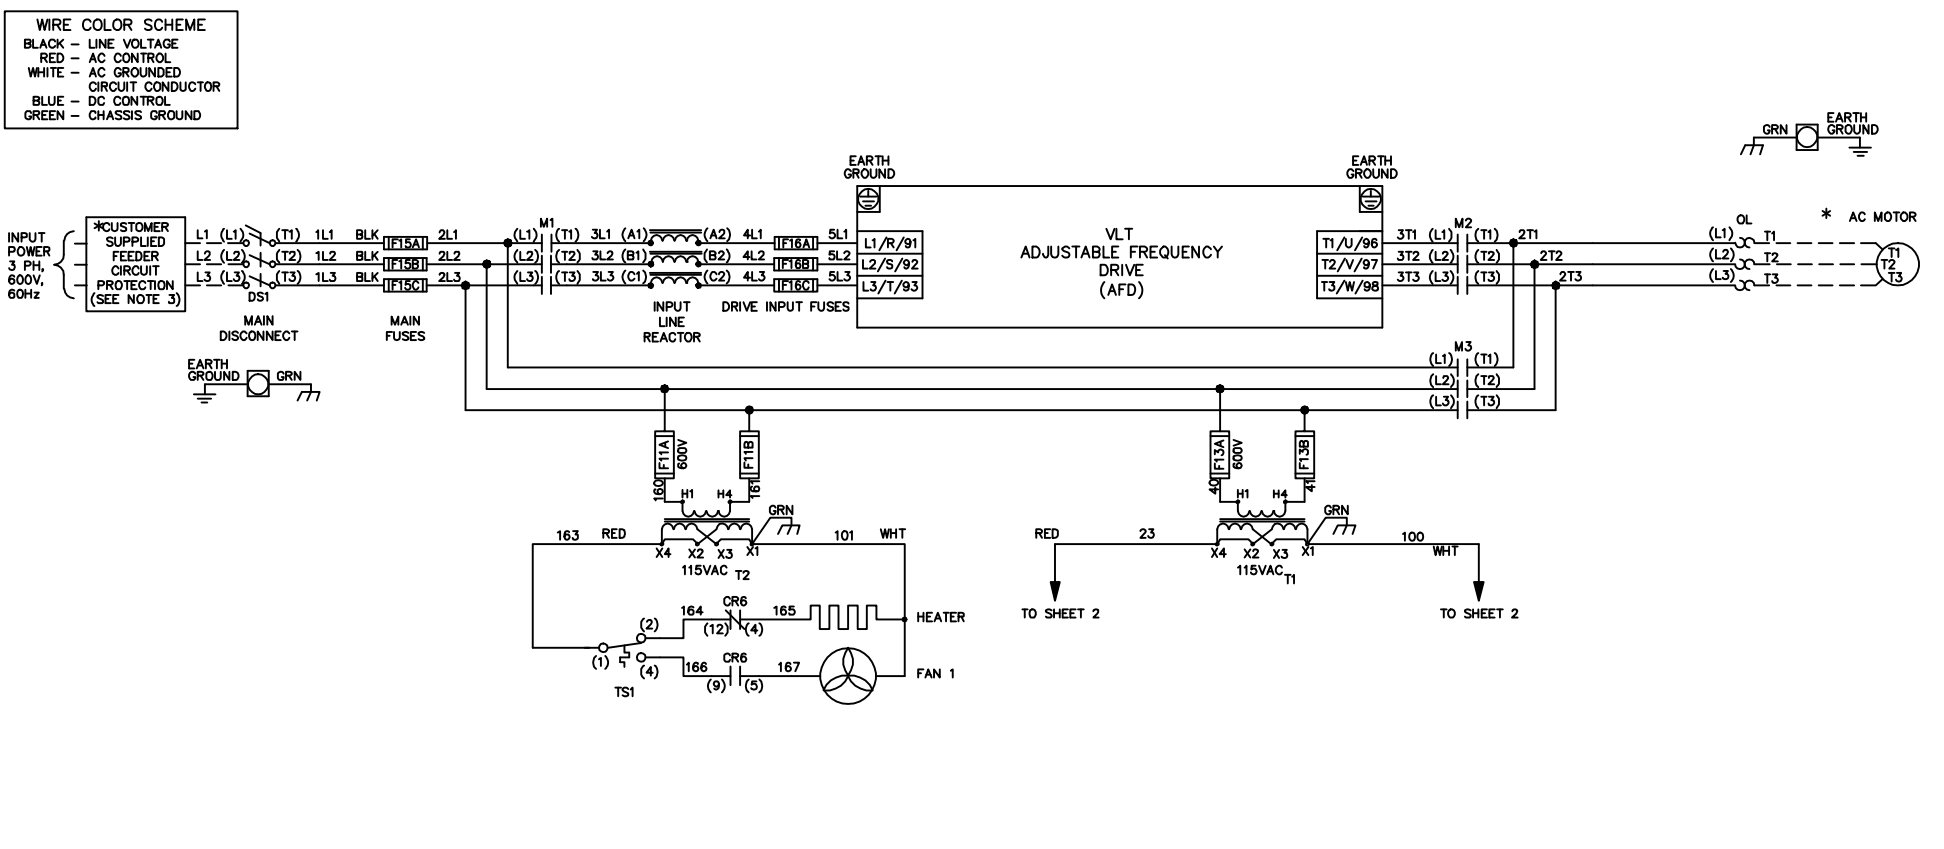 WIRE COLOR SCHEME
BLACK – LINE VOLTAGE
RED – AC CONTROL
WHITE – AC GROUNDED
CIRCUIT CONDUCTOR
BLUE – DC CONTROL
GREEN – CHASSIS GROUND
GRN
EARTH
GROUND
EARTH
GROUND
EARTH
GROUND
INPUT
POWER
3 PH,
600V,
60Hz
*CUSTOMER
SUPPLIED
FEEDER
CIRCUIT
PROTECTION
(SEE NOTE 3)
L1 (L1) (T1) 1L1 BLK F15A 2L1 (L1) M1 (T1) 3L1 (A1) (A2) 4L1 F16A 5L1 L1/R/91
L2 (L2) (T2) 1L2 BLK F15B 2L2 (L2) (T2) 3L2 (B1) (B2) 4L2 F16B 5L2 L2/S/92
L3 (L3) (T3) 1L3 BLK F15C 2L3 (L3) (T3) 3L3 (C1) (C2) 4L3 F16C 5L3 L3/T/93
DS1
MAIN
DISCONNECT
MAIN
FUSES
INPUT
LINE
REACTOR
DRIVE INPUT FUSES
VLT
ADJUSTABLE FREQUENCY
DRIVE
(AFD)
T1/U/96 3T1 (L1) M2 (T1) 2T1 (L1) OL T1
T2/V/97 3T2 (L2) (T2) 2T2 (L2) T2
T3/W/98 3T3 (L3) (T3) 2T3 (L3) T3
* AC MOTOR
T1
T2
T3
M3
(L1) (T1)
(L2) (T2)
(L3) (T3)
EARTH
GROUND
GRN
F11A
600V
F11B
160
161
H1 H4
GRN
163 RED
101 WHT
X4 X2 X3 X1
115VAC T2
F13A
600V
F13B
40
41
H1 H4
GRN
RED 23
100
WHT
X4 X2 X3 X1
115VAC T1
TO SHEET 2
TO SHEET 2
164 CR6 165
(12) (4)
HEATER
(2)
(1)
(4)
TS1
166 CR6 167
(9) (5)
FAN 1